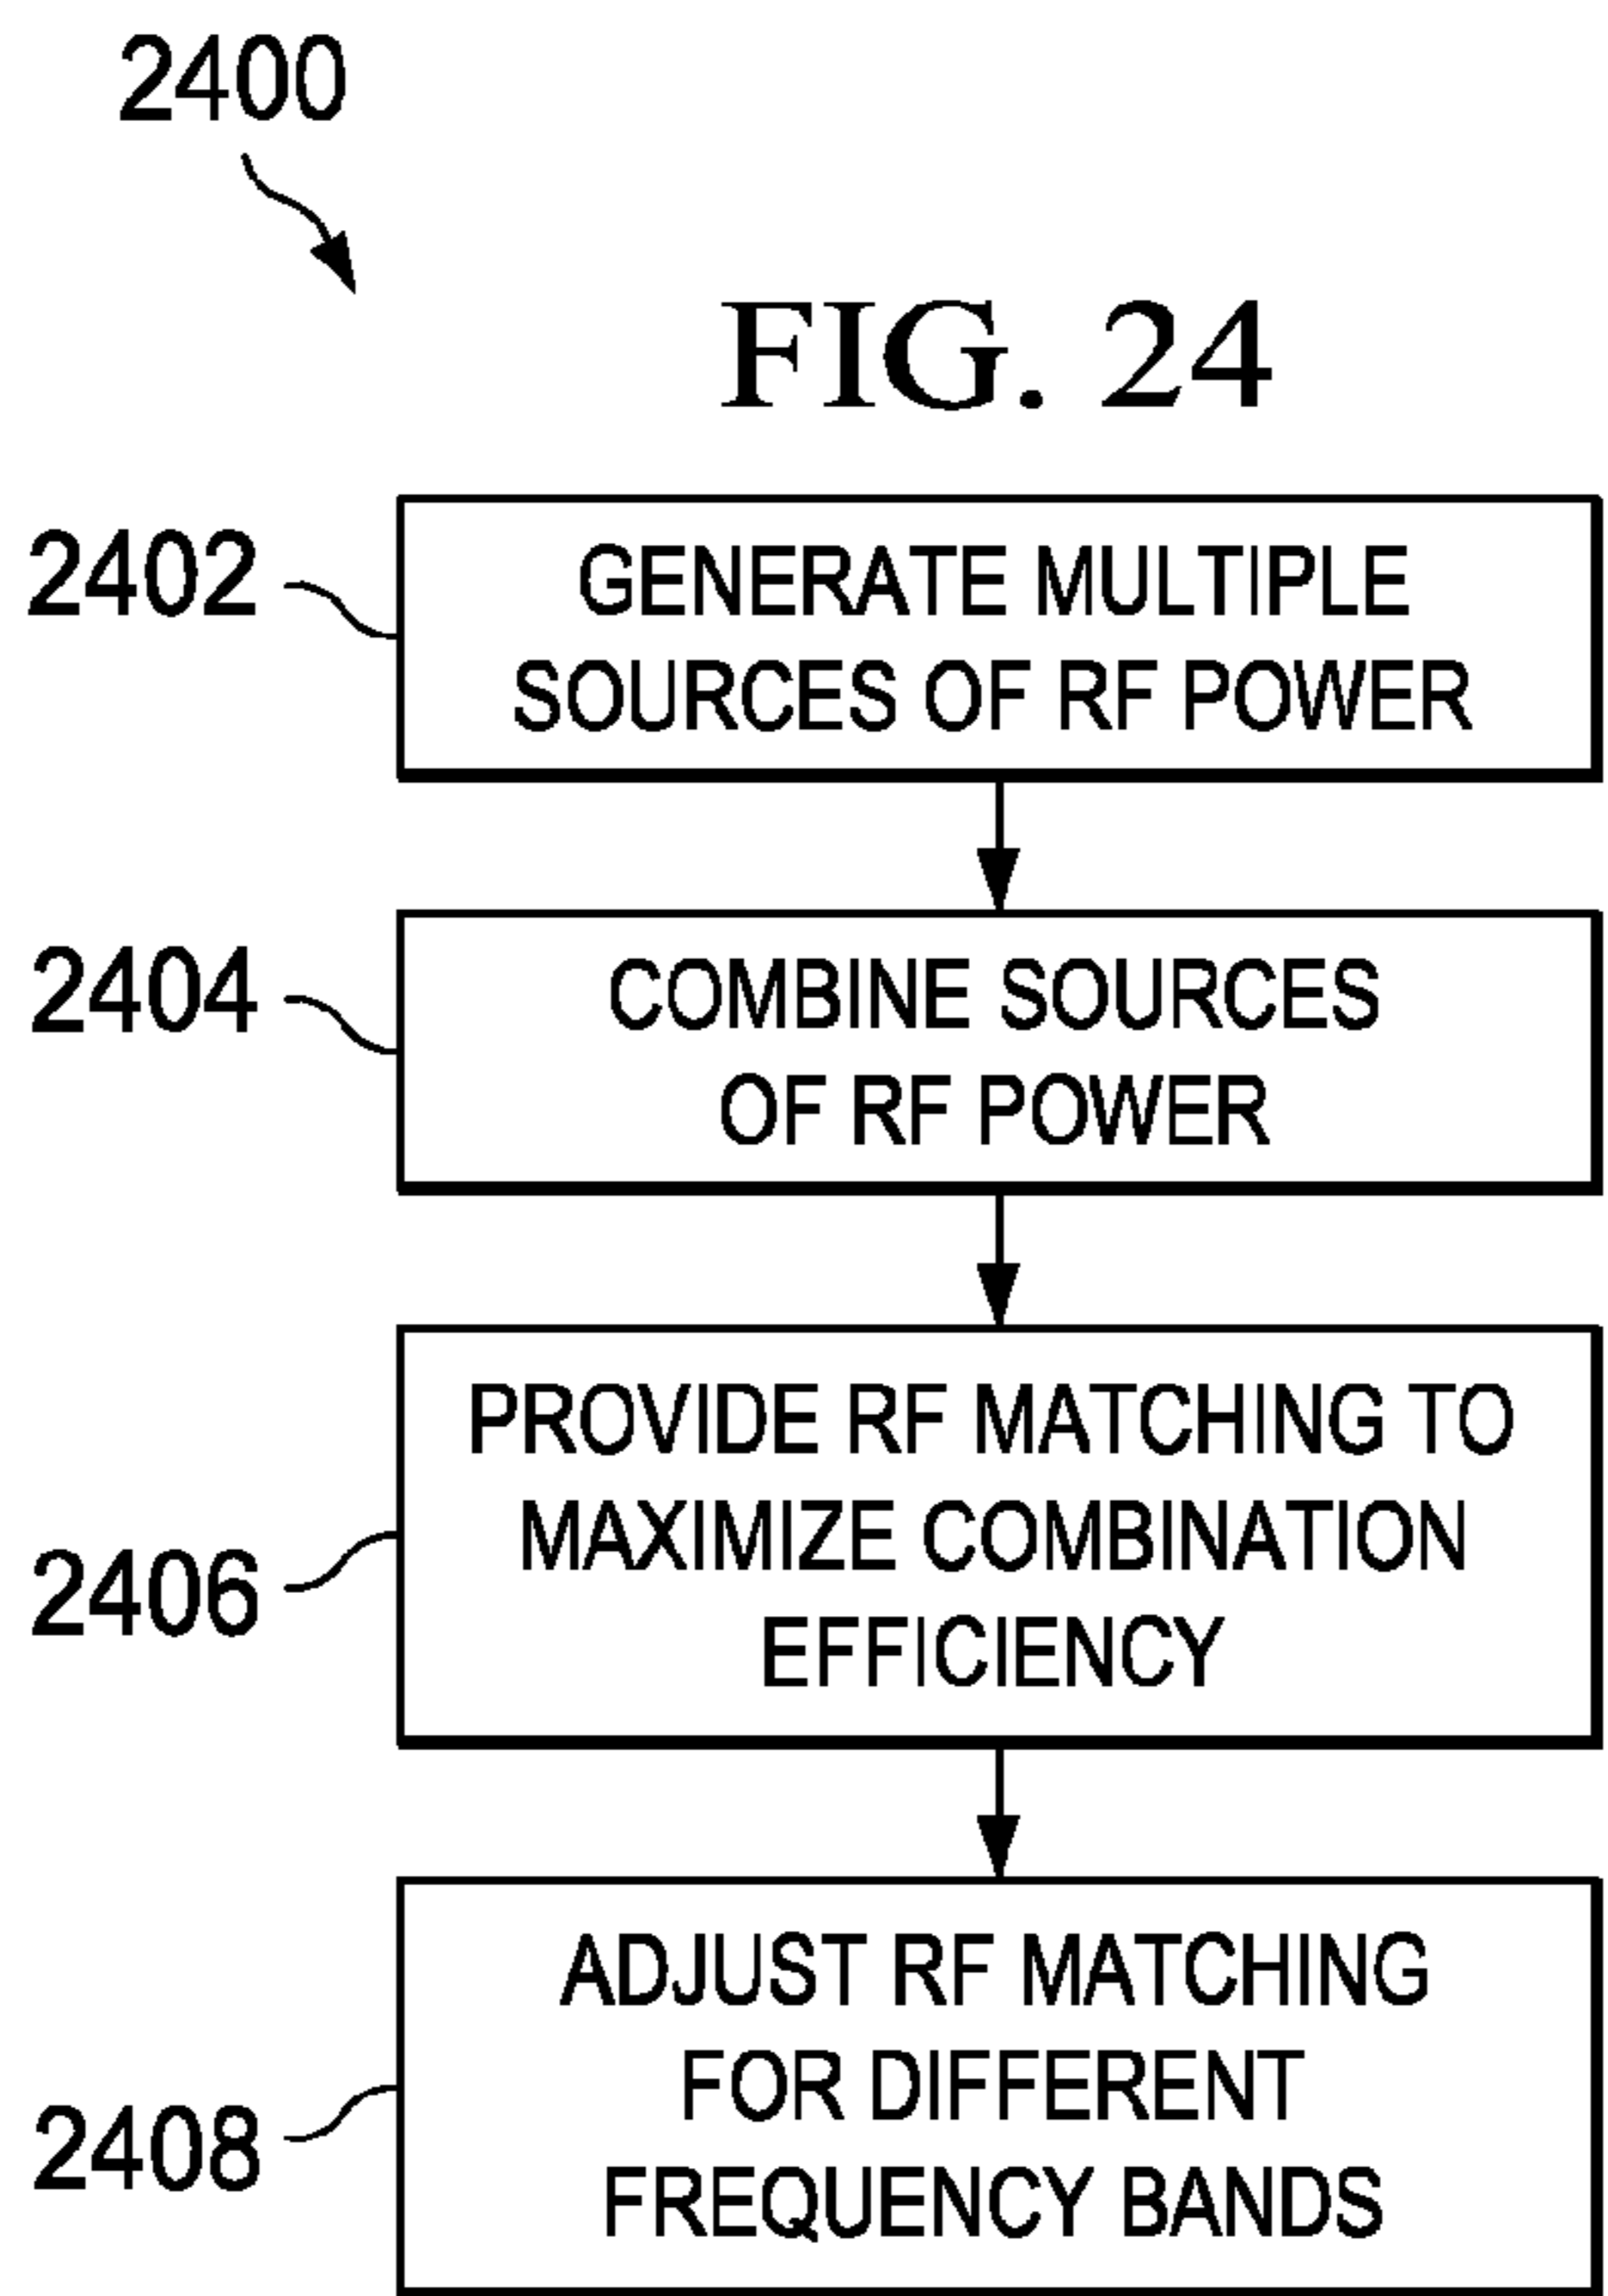 2400
FIG. 24
2402
GENERATE MULTIPLE
SOURCES OF RF POWER
2404
COMBINE SOURCES
OF RF POWER
2406
PROVIDE RF MATCHING TO
MAXIMIZE COMBINATION
EFFICIENCY
2408
ADJUST RF MATCHING
FOR DIFFERENT
FREQUENCY BANDS